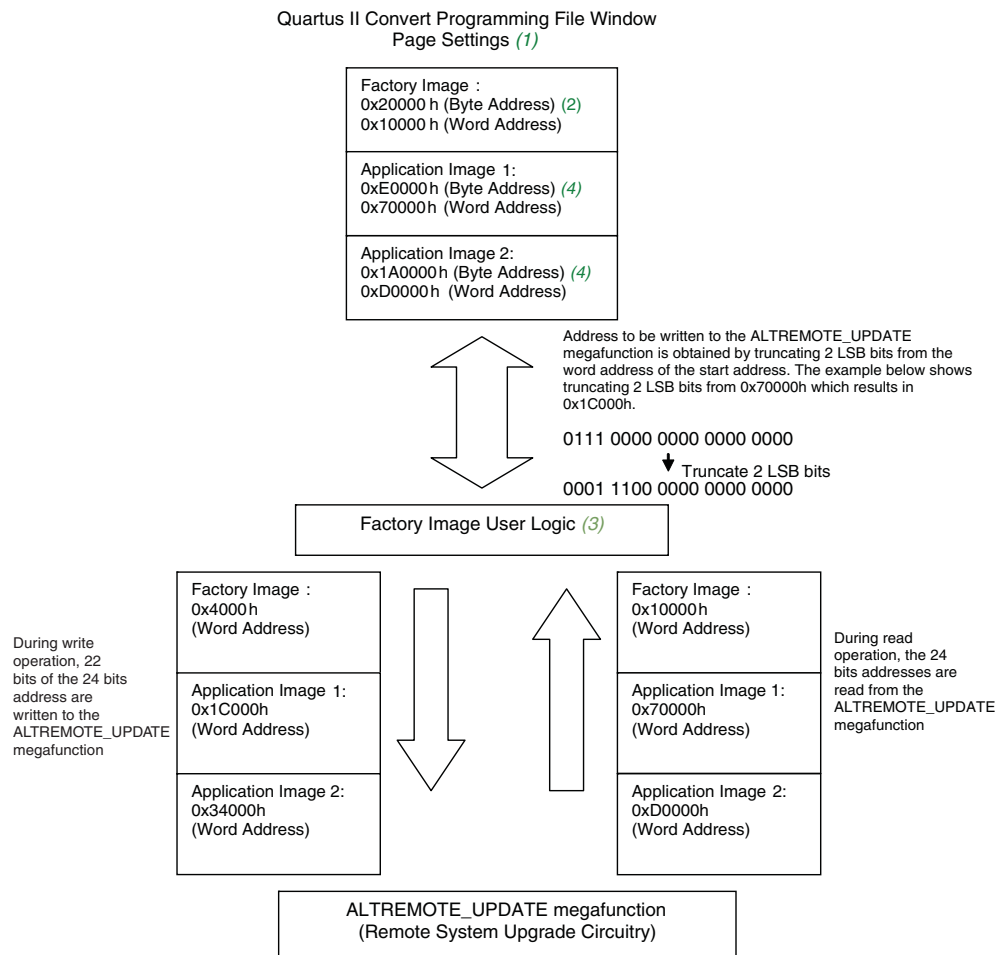 Quartus II Convert Programming File Window
Page Settings (1)
Factory Image :
0x20000 h (Byte Address) (2)
0x10000 h (Word Address)
Application Image 1:
0xE0000h (Byte Address) (4)
0x70000h (Word Address)
Application Image 2:
0x1A0000h (Byte Address) (4)
0xD0000h (Word Address)
Address to be written to the ALTREMOTE_UPDATE
megafunction is obtained by truncating 2 LSB bits from the
word address of the start address. The example below shows
truncating 2 LSB bits from 0x70000h which results in
0x1C000h.
0111 0000 0000 0000 0000
Truncate 2 LSB bits
0001 1100 0000 0000 0000
Factory Image User Logic (3)
During write
operation, 22
bits of the 24 bits
address are
written to the
ALTREMOTE_UPDATE
megafunction
Factory Image :
0x4000h
(Word Address)
Application Image 1:
0x1C000h
(Word Address)
Application Image 2:
0x34000h
(Word Address)
Factory Image :
0x10000h
(Word Address)
Application Image 1:
0x70000h
(Word Address)
Application Image 2:
0xD0000h
(Word Address)
During read
operation, the 24
bits addresses are
read from the
ALTREMOTE_UPDATE
megafunction
ALTREMOTE_UPDATE megafunction
(Remote System Upgrade Circuitry)